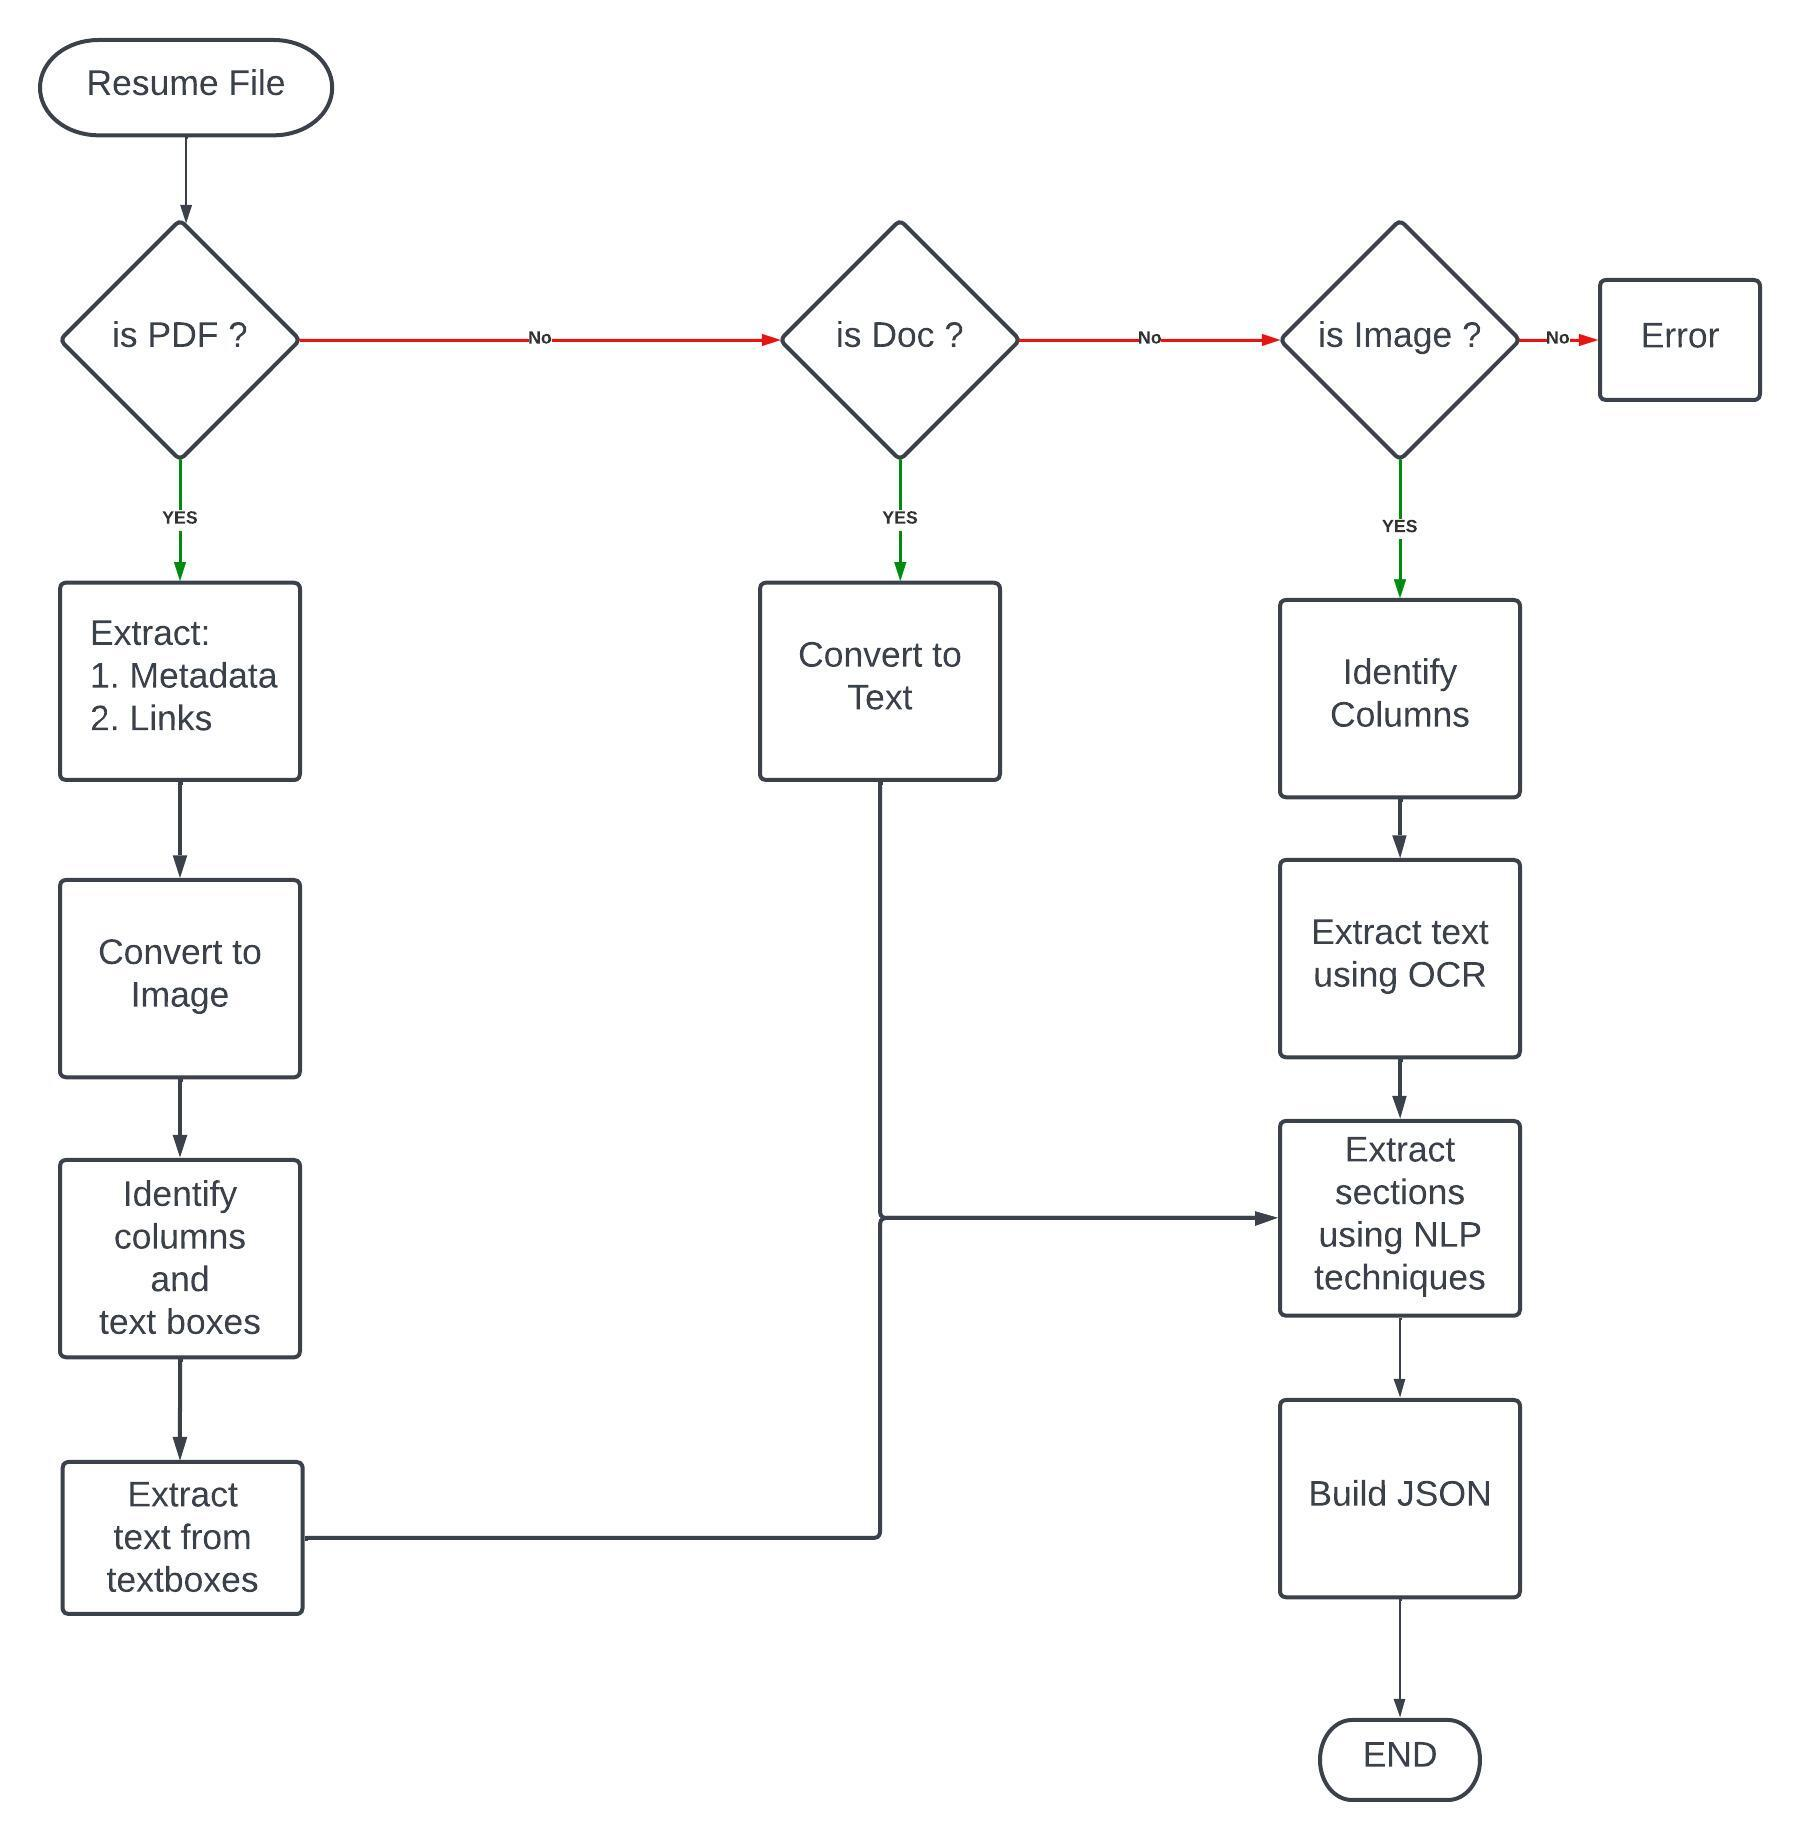 Resume File
is PDF ?
No
is Doc ?
No
is Image ?
No
Error
YES
YES
YES
Extract:
1. Metadata
2. Links
Convert to
Text
Identify
Columns
Convert to
Image
Extract text
using OCR
Identify
columns
and
text boxes
Extract
sections
using NLP
techniques
Extract
text from
textboxes
Build JSON
END